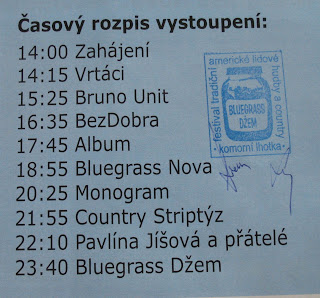 Časový rozpis vystoupení:
14:00 Zahájení
14:15 Vrtáci
15:25 Bruno Unit
16:35 BezDobra
17:45 Album
18:55 Bluegrass Nova
20:25 Monogram
21:55 Country Striptýz
22:10 Pavlína Jíšová a přátelé
23:40 Bluegrass Džem
festival tradiční
americké lidové
hudby a country
komorní lhotka
BLUEGRASS
DŽEM